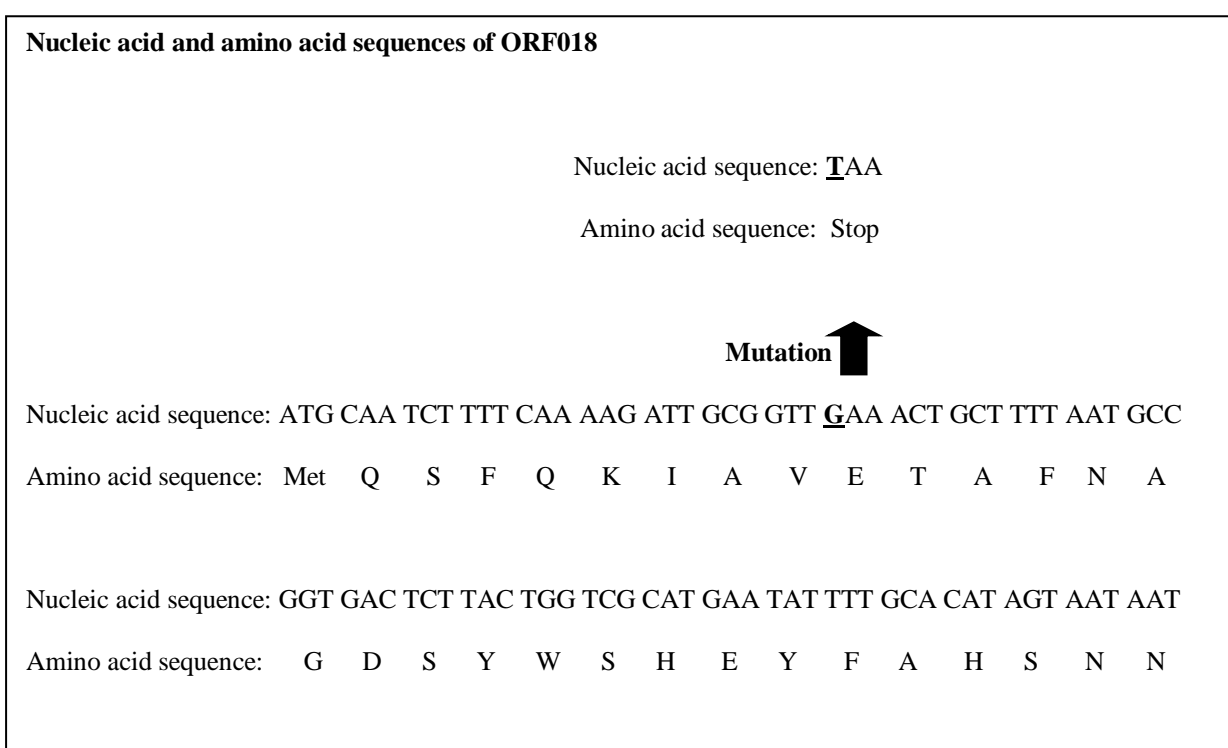 Nucleic acid and amino acid sequences of ORF018
Nucleic acid sequence: TAA
Amino acid sequence: Stop
Mutation
Nucleic acid sequence: ATG CAA TCT TTT CAA AAG ATT GCG GTT GAA ACT GCT TTT AAT GCC
Amino acid sequence: Met Q S F Q K I A V E T A F N A
Nucleic acid sequence: GGT GAC TCT TAC TGG TCG CAT GAA TAT TTT GCA CAT AGT AAT AAT
Amino acid sequence: G D S Y W S H E Y F A H S N N